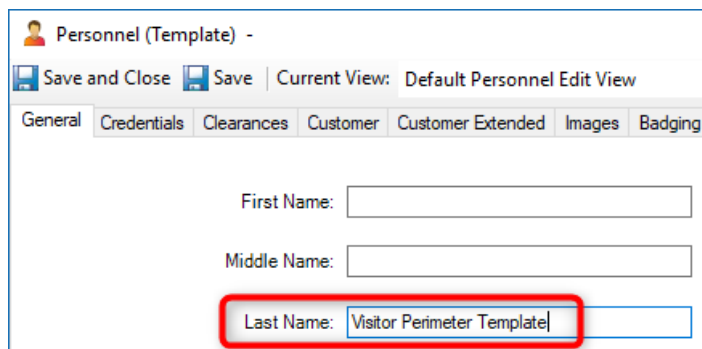 Personnel (Template) -
Save and Close Save Current View: Default Personnel Edit View
General Credentials Clearances Customer Customer Extended Images Badging
First Name:
Middle Name:
Last Name: Visitor Perimeter Template